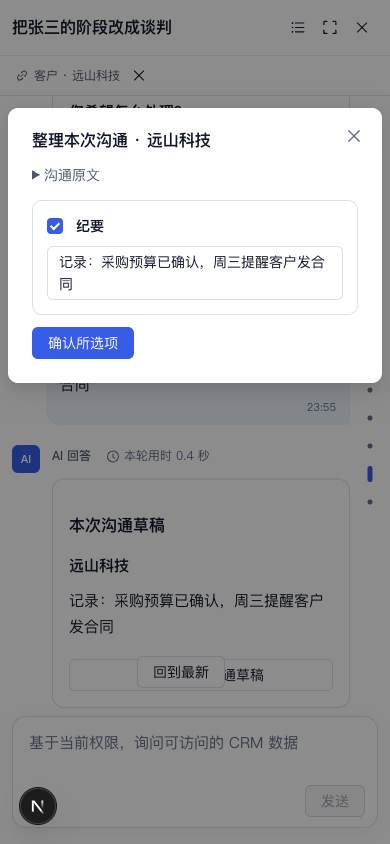 把张三的阶段改成谈判
客户 · 远山科技
整理本次沟通 · 远山科技
沟通原文
纪要
记录：采购预算已确认，周三提醒客户发合
同
确认所选项
合同
23:55
AI
AI 回答
本轮用时 0.4 秒
本次沟通草稿
远山科技
记录：采购预算已确认，周三提醒客户
发合同
回到最新
通草稿
基于当前权限，询问可访问的 CRM 数据
发送
N